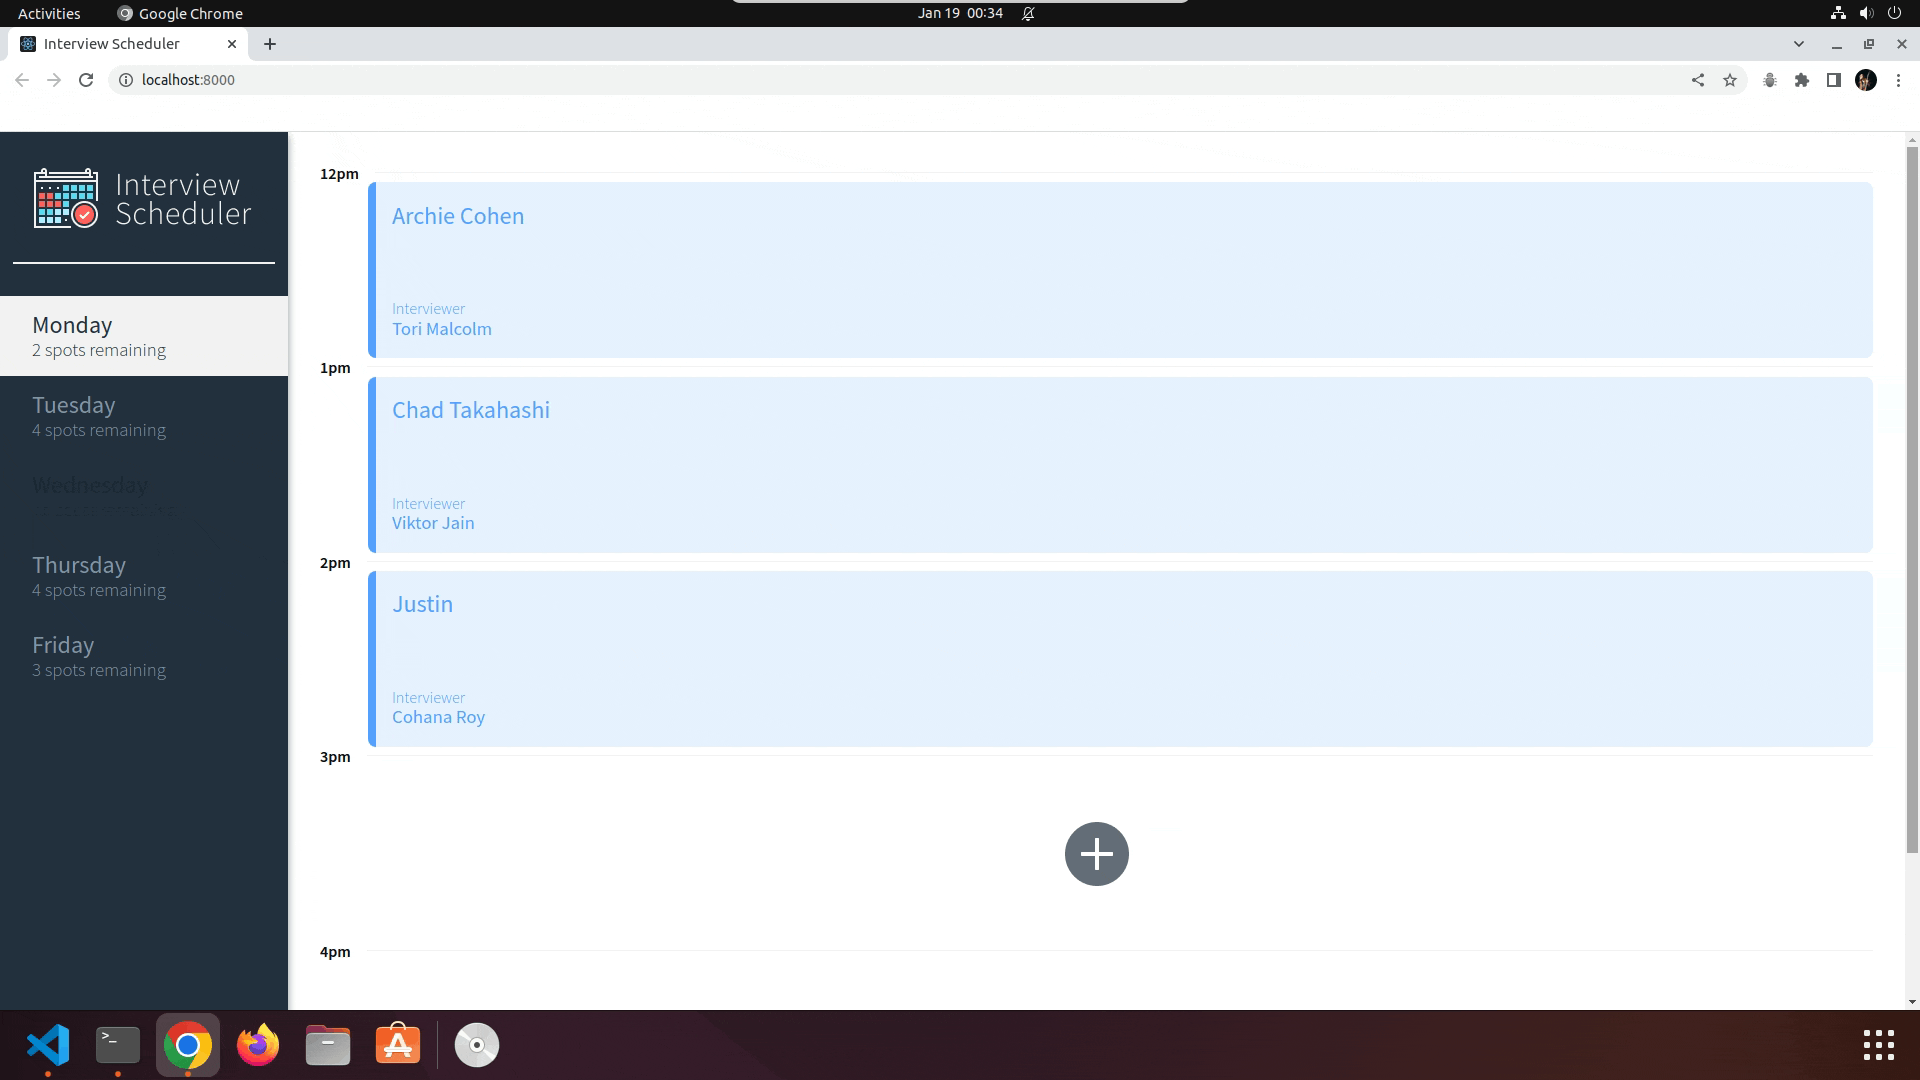 Activities
Google Chrome
Jan 19 00:34
Interview Scheduler
localhost:8000
Interview
Scheduler
Monday
2 spots remaining
Tuesday
4 spots remaining
Wednesday
Thursday
4 spots remaining
Friday
3 spots remaining
12pm
Archie Cohen
Interviewer
Tori Malcolm
1pm
Chad Takahashi
Interviewer
Viktor Jain
2pm
Justin
Interviewer
Cohana Roy
3pm
4pm